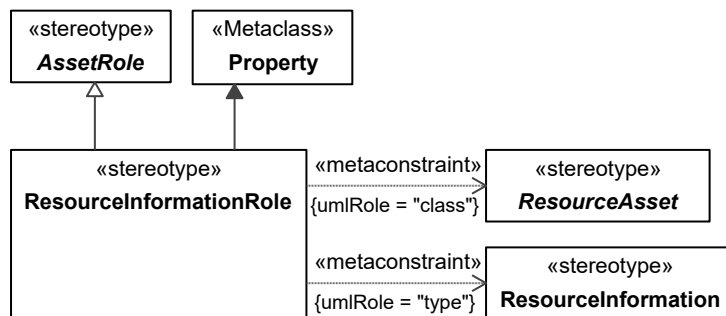 «stereotype»
AssetRole
«Metaclass»
Property
«stereotype»
ResourceInformationRole
«metaconstraint»
{umlRole = "class"}
«stereotype»
ResourceAsset
«metaconstraint»
{umlRole = "type"}
«stereotype»
ResourceInformation